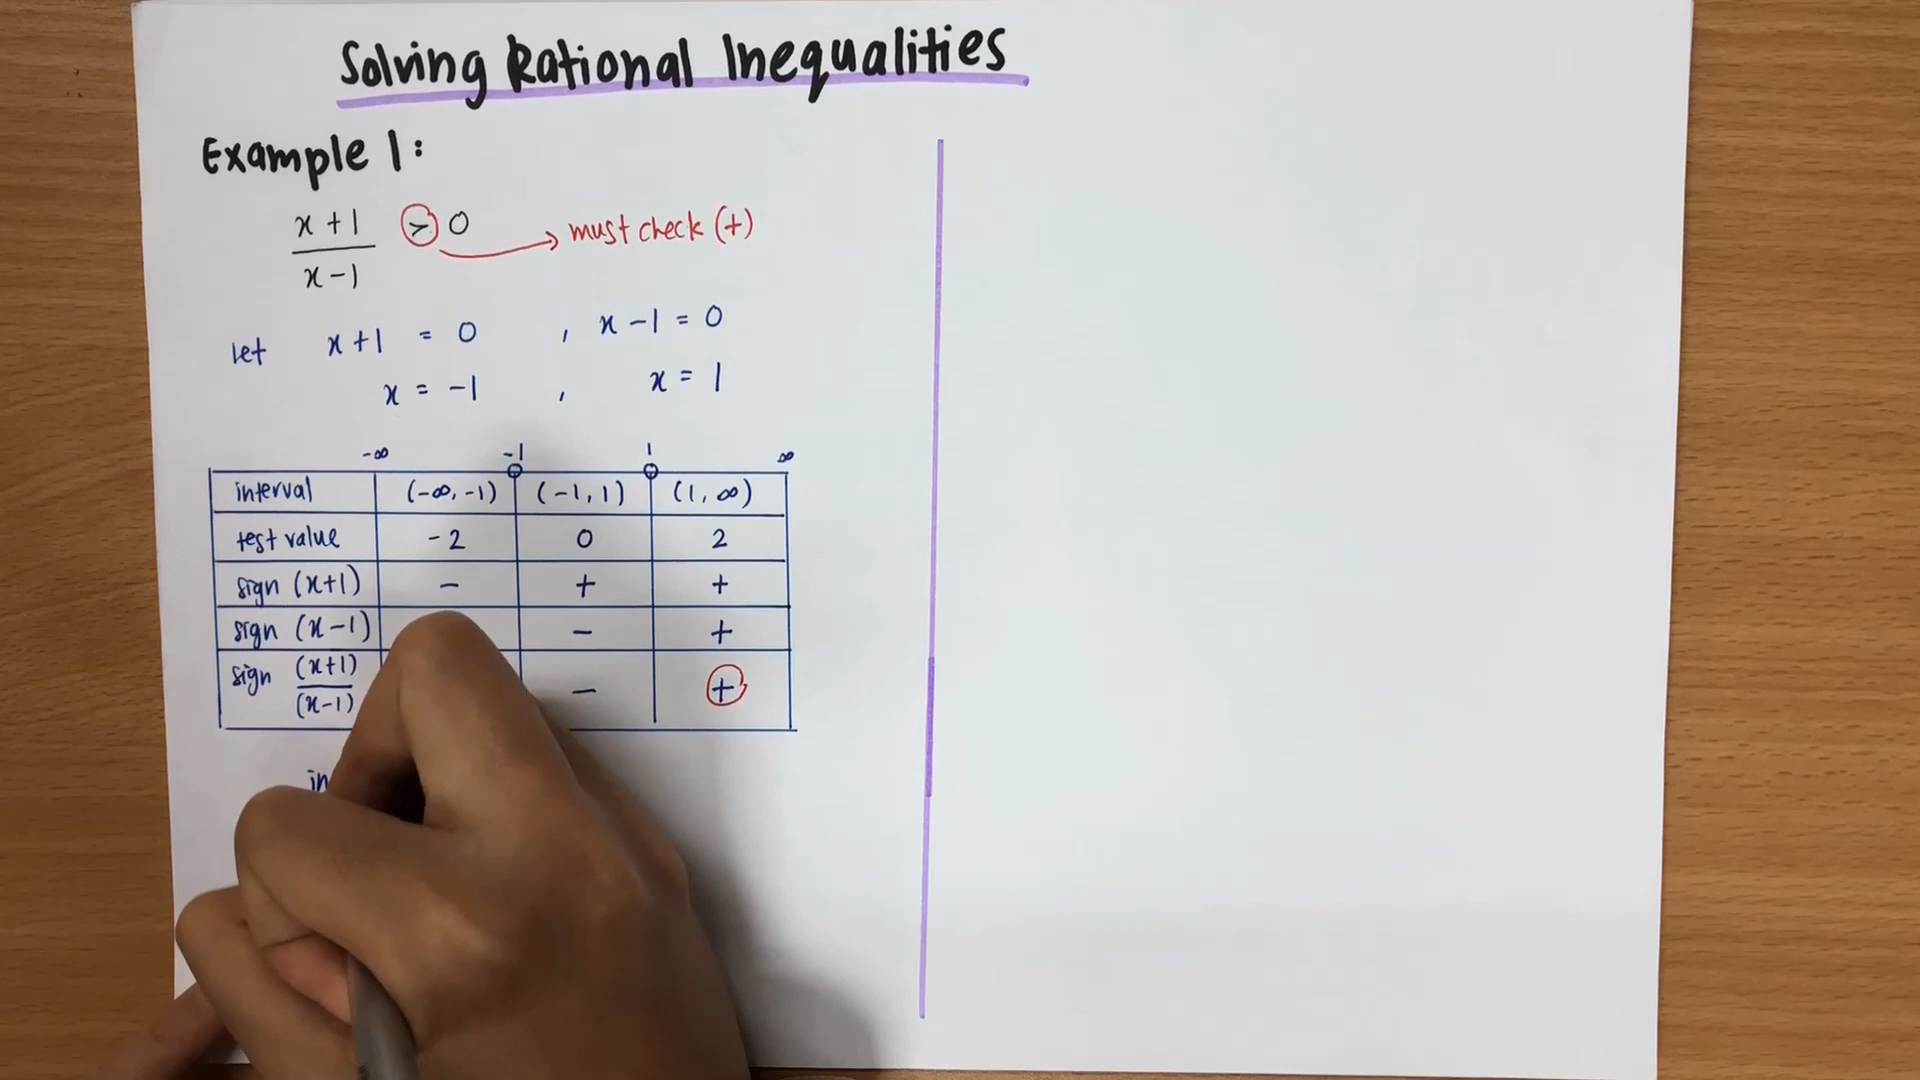 Solving Rational Inequalities
Example 1:
x+1 > 0 → must check (+)
x-1
let x+1 = 0 , x-1 = 0
x = -1 , x = 1
-∞ -1 1 ∞
interval (-∞,-1) (-1,1) (1,∞)
test value -2 0 2
sign (x+1) - + +
sign (x-1) - +
sign (x+1) - +
(x-1)
in